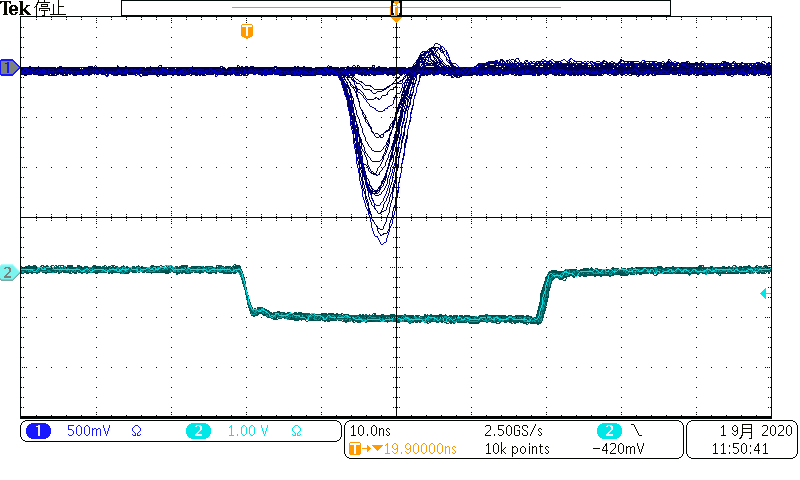 Tek 停止
T
1
2
1 500mV Ω 2 1.00 V Ω
10.0ns 2.50GS/s 2
T→▼19.90000ns 10k points −420mV
1 9月 2020
11:50:41